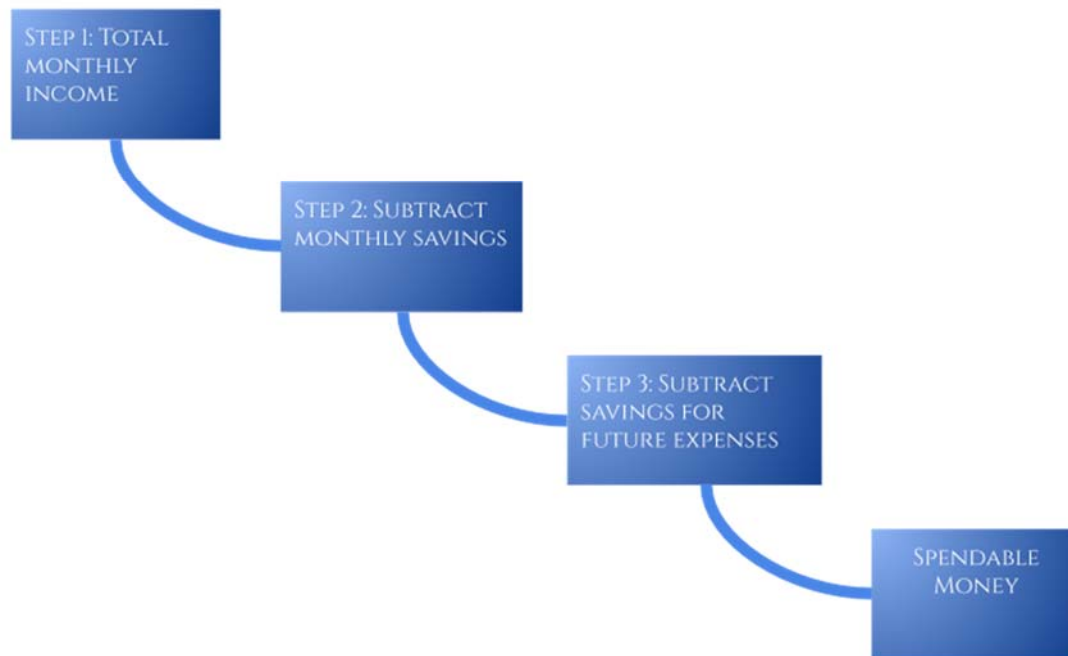 Step 1: Total
monthly
income
Step 2: Subtract
monthly savings
Step 3: Subtract
savings for
future expenses
Spendable
Money